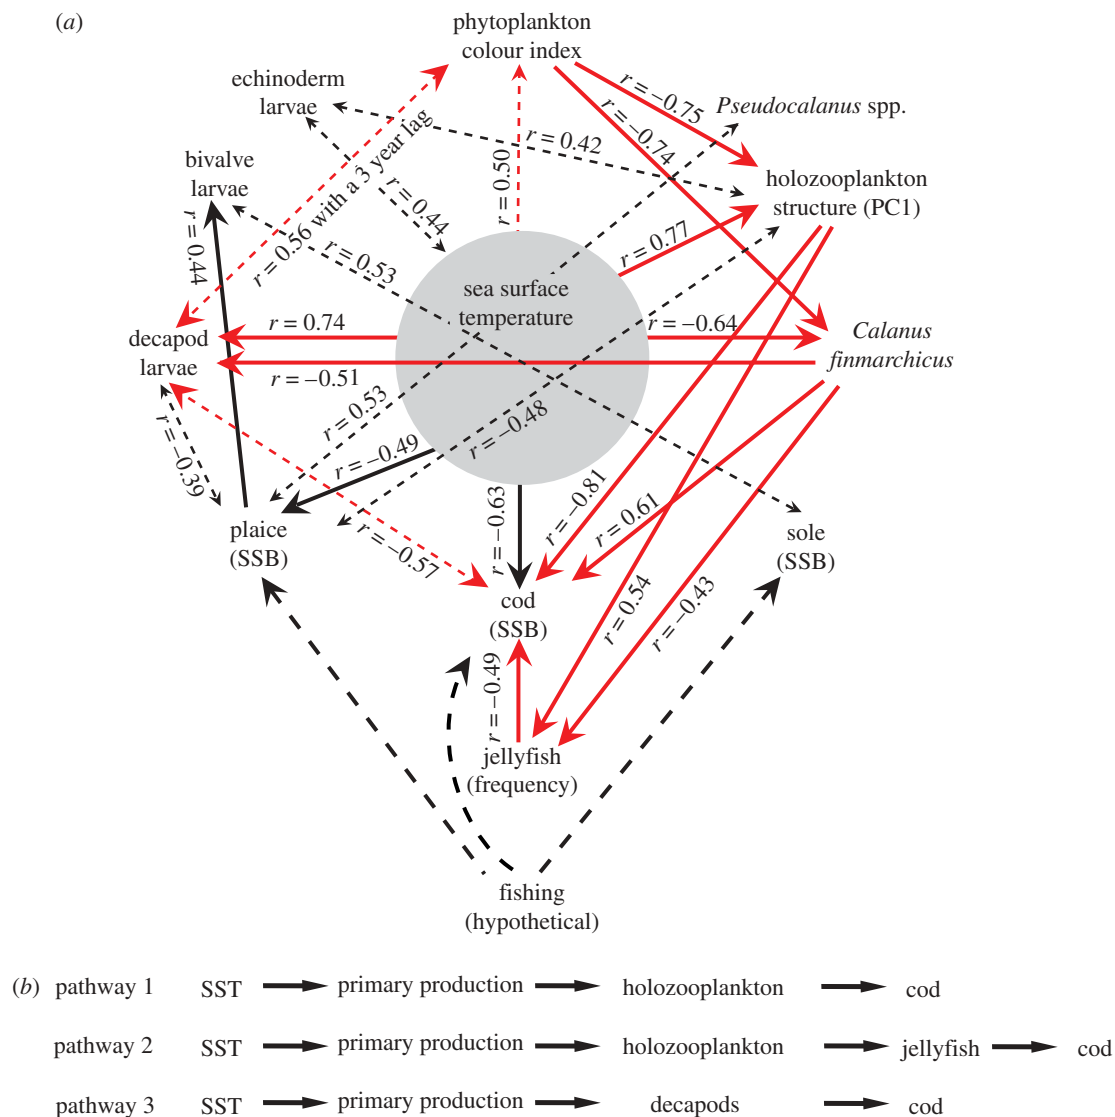 (a)
phytoplankton
colour index
echinoderm
larvae
Pseudocalanus spp.
r = −0.75
r = −0.74
r = 0.42
r = 0.50
r = 0.56 with a 3 year lag
bivalve
larvae
r = 0.44
r = 0.44
holozooplankton
structure (PC1)
r = 0.53
r = 0.77
sea surface
temperature
decapod
larvae
r = 0.74
r = −0.64
Calanus
finmarchicus
r = −0.51
r = 0.53
r = −0.48
r = −0.49
r = −0.39
plaice
(SSB)
r = −0.57
r = −0.63
r = −0.81
r = 0.61
sole
(SSB)
cod
(SSB)
r = 0.54
r = −0.43
r = −0.49
jellyfish
(frequency)
fishing
(hypothetical)
(b) pathway 1 SST primary production holozooplankton cod
pathway 2 SST primary production holozooplankton jellyfish cod
pathway 3 SST primary production decapods cod